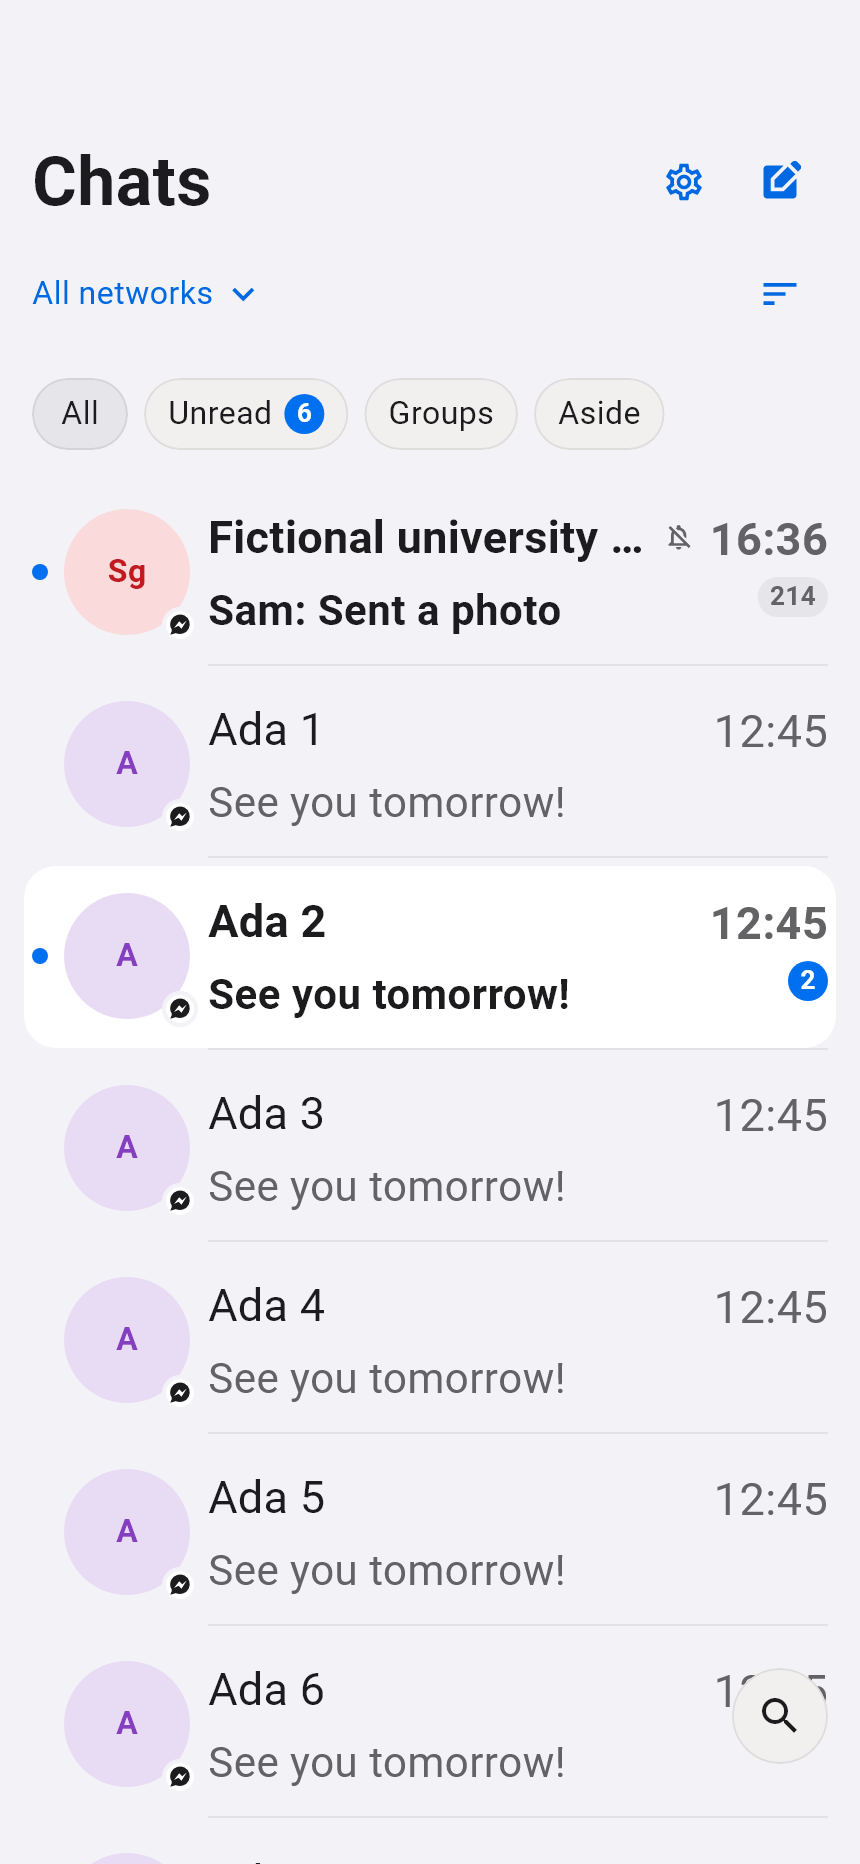 Chats
All networks
All
Unread 6
Groups
Aside
Sg
Fictional university ... 16:36
Sam: Sent a photo 214
A
Ada 1 12:45
See you tomorrow!
A
Ada 2 12:45
See you tomorrow! 2
A
Ada 3 12:45
See you tomorrow!
A
Ada 4 12:45
See you tomorrow!
A
Ada 5 12:45
See you tomorrow!
A
Ada 6
See you tomorrow!